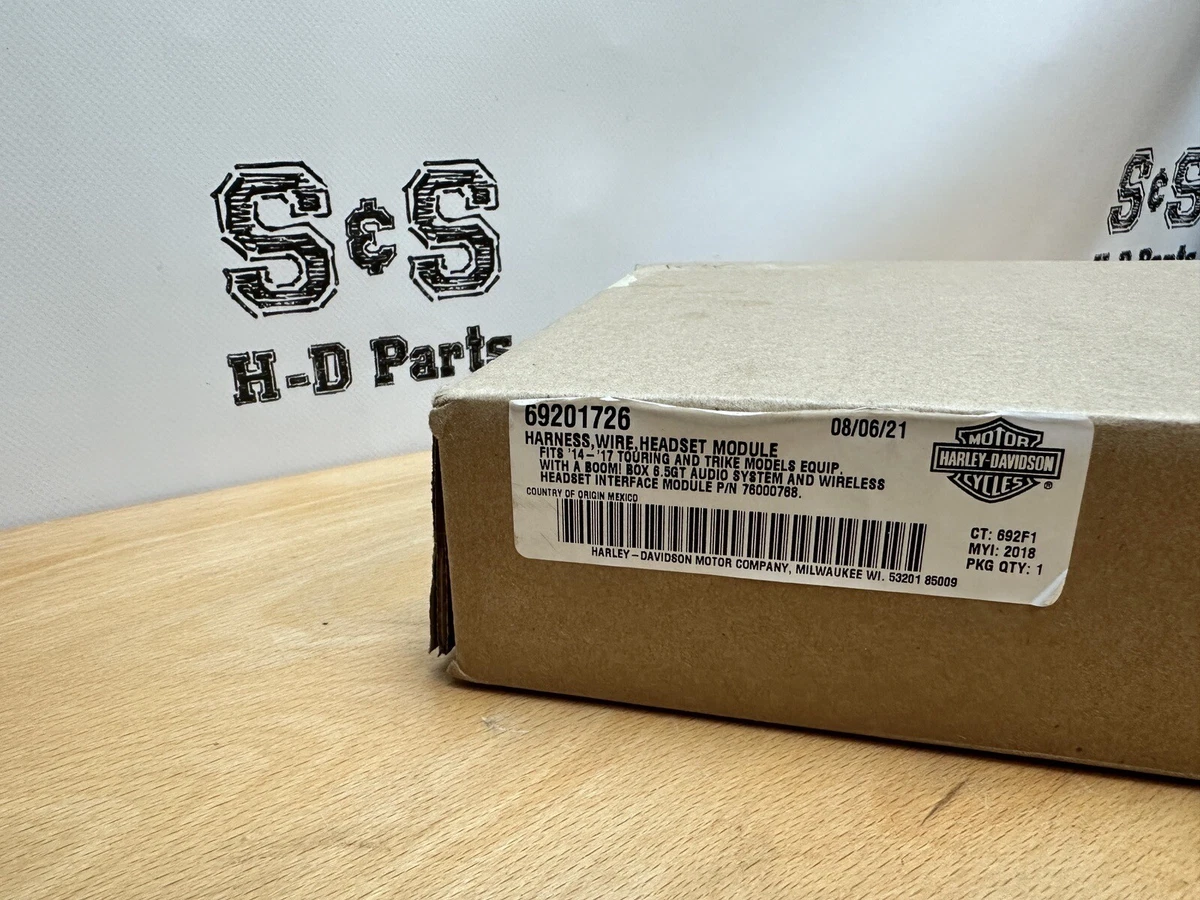 S&S
H-D Parts
S&S
H-D Parts
69201726
08/06/21
HARNESS,WIRE,HEADSET MODULE
FITS '14-'17 TOURING AND TRIKE MODELS EQUIP.
WITH A BOOM! BOX 6.5GT AUDIO SYSTEM AND WIRELESS
HEADSET INTERFACE MODULE P/N 76000768.
COUNTRY OF ORIGIN MEXICO
HARLEY-DAVIDSON MOTOR COMPANY, MILWAUKEE WI. 53201 85009
MOTOR
HARLEY-DAVIDSON
CYCLES
®
CT: 692F1
MYI: 2018
PKG QTY: 1